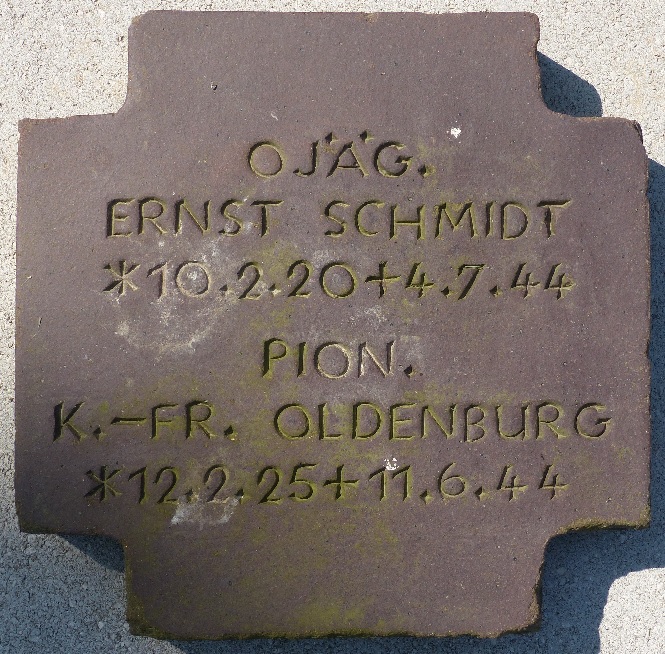 OJÄG.
ERNST SCHMIDT
*10.2.20+4.7.44
PION.
K.-FR. OLDENBURG
*12.2.25+11.6.44